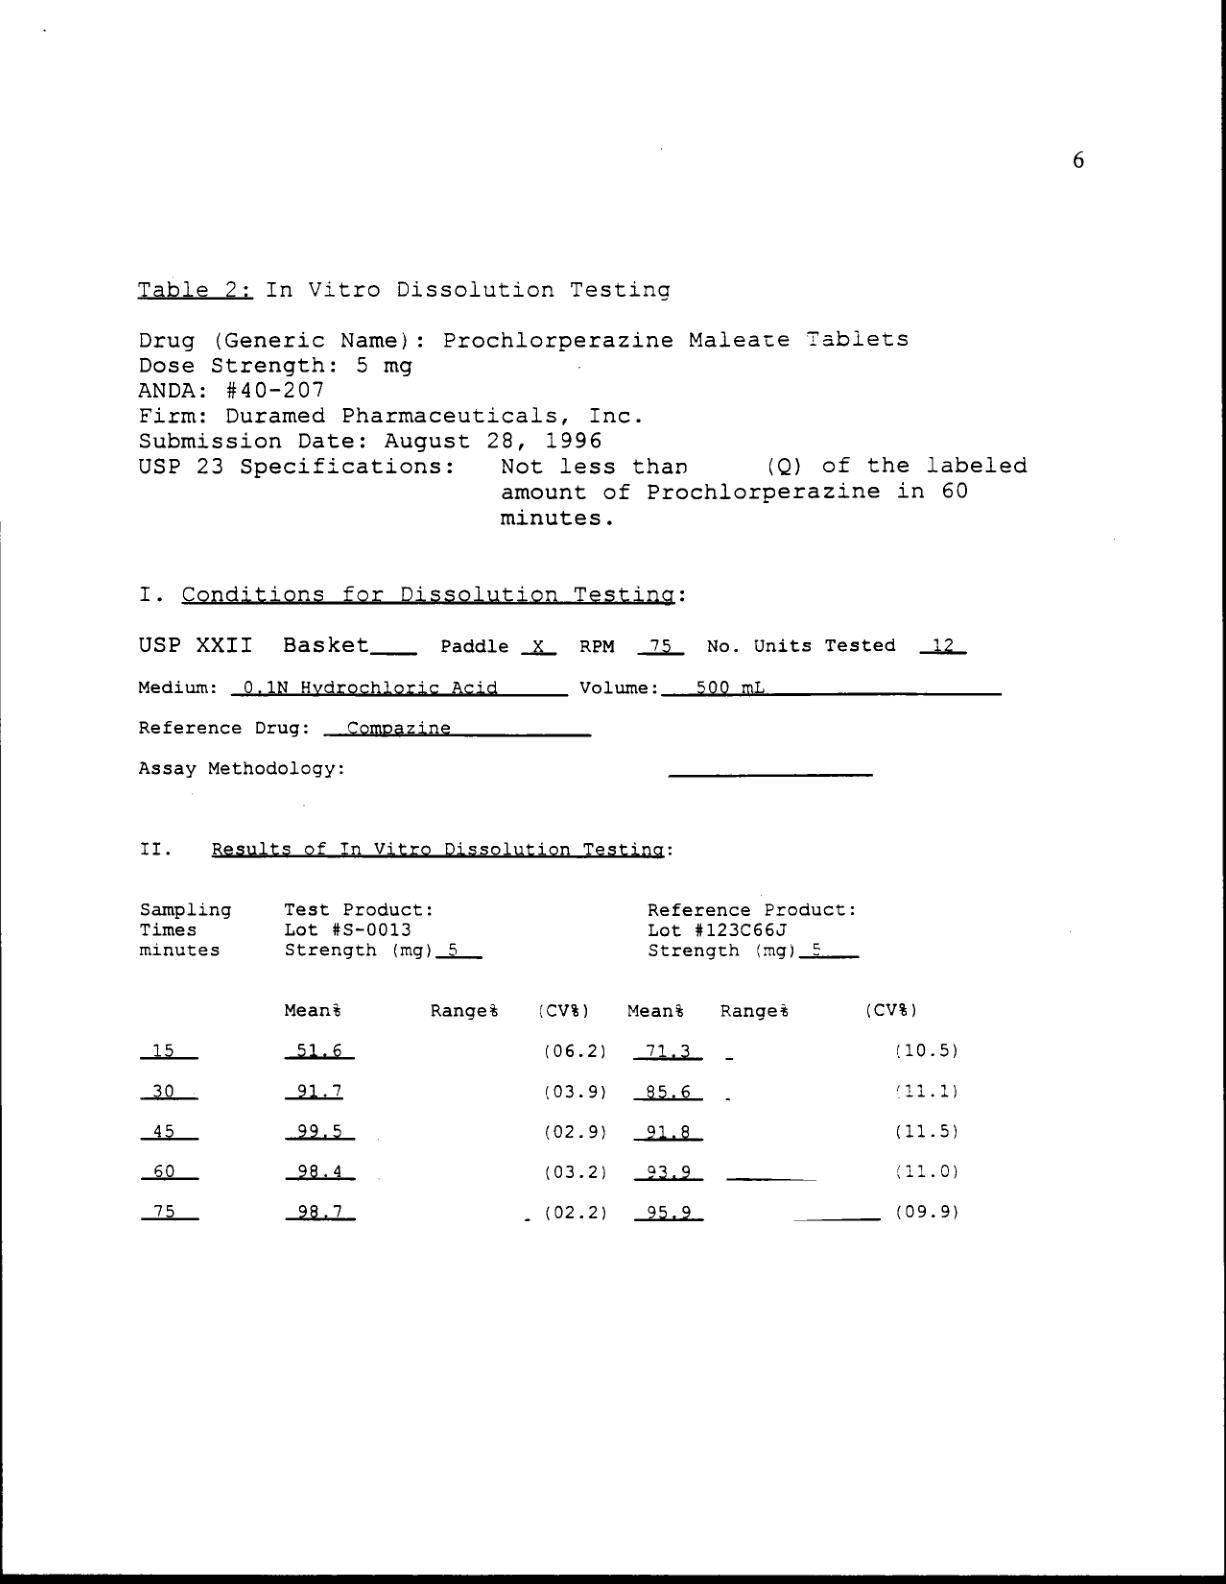 6
Table 2: In Vitro Dissolution Testing
Drug (Generic Name): Prochlorperazine Maleate Tablets
Dose Strength: 5 mg
ANDA: #40-207
Firm: Duramed Pharmaceuticals, Inc.
Submission Date: August 28, 1996
USP 23 Specifications: Not less than (Q) of the labeled
amount of Prochlorperazine in 60
minutes.
I. Conditions for Dissolution Testing:
USP XXII Basket___ Paddle X RPM 75 No. Units Tested 12
Medium: 0.1N Hydrochloric Acid Volume: 500 mL
Reference Drug: Compazine
Assay Methodology:
II. Results of In Vitro Dissolution Testing:
Sampling Test Product: Reference Product:
Times Lot #S-0013 Lot #123C66J
minutes Strength (mg) 5 Strength (mg) 5
Mean% Range% (CV%) Mean% Range% (CV%)
15 51.6 (06.2) 71.3 (10.5)
30 91.7 (03.9) 85.6 (11.1)
45 99.5 (02.9) 91.8 (11.5)
60 98.4 (03.2) 93.9 (11.0)
75 98.7 (02.2) 95.9 (09.9)